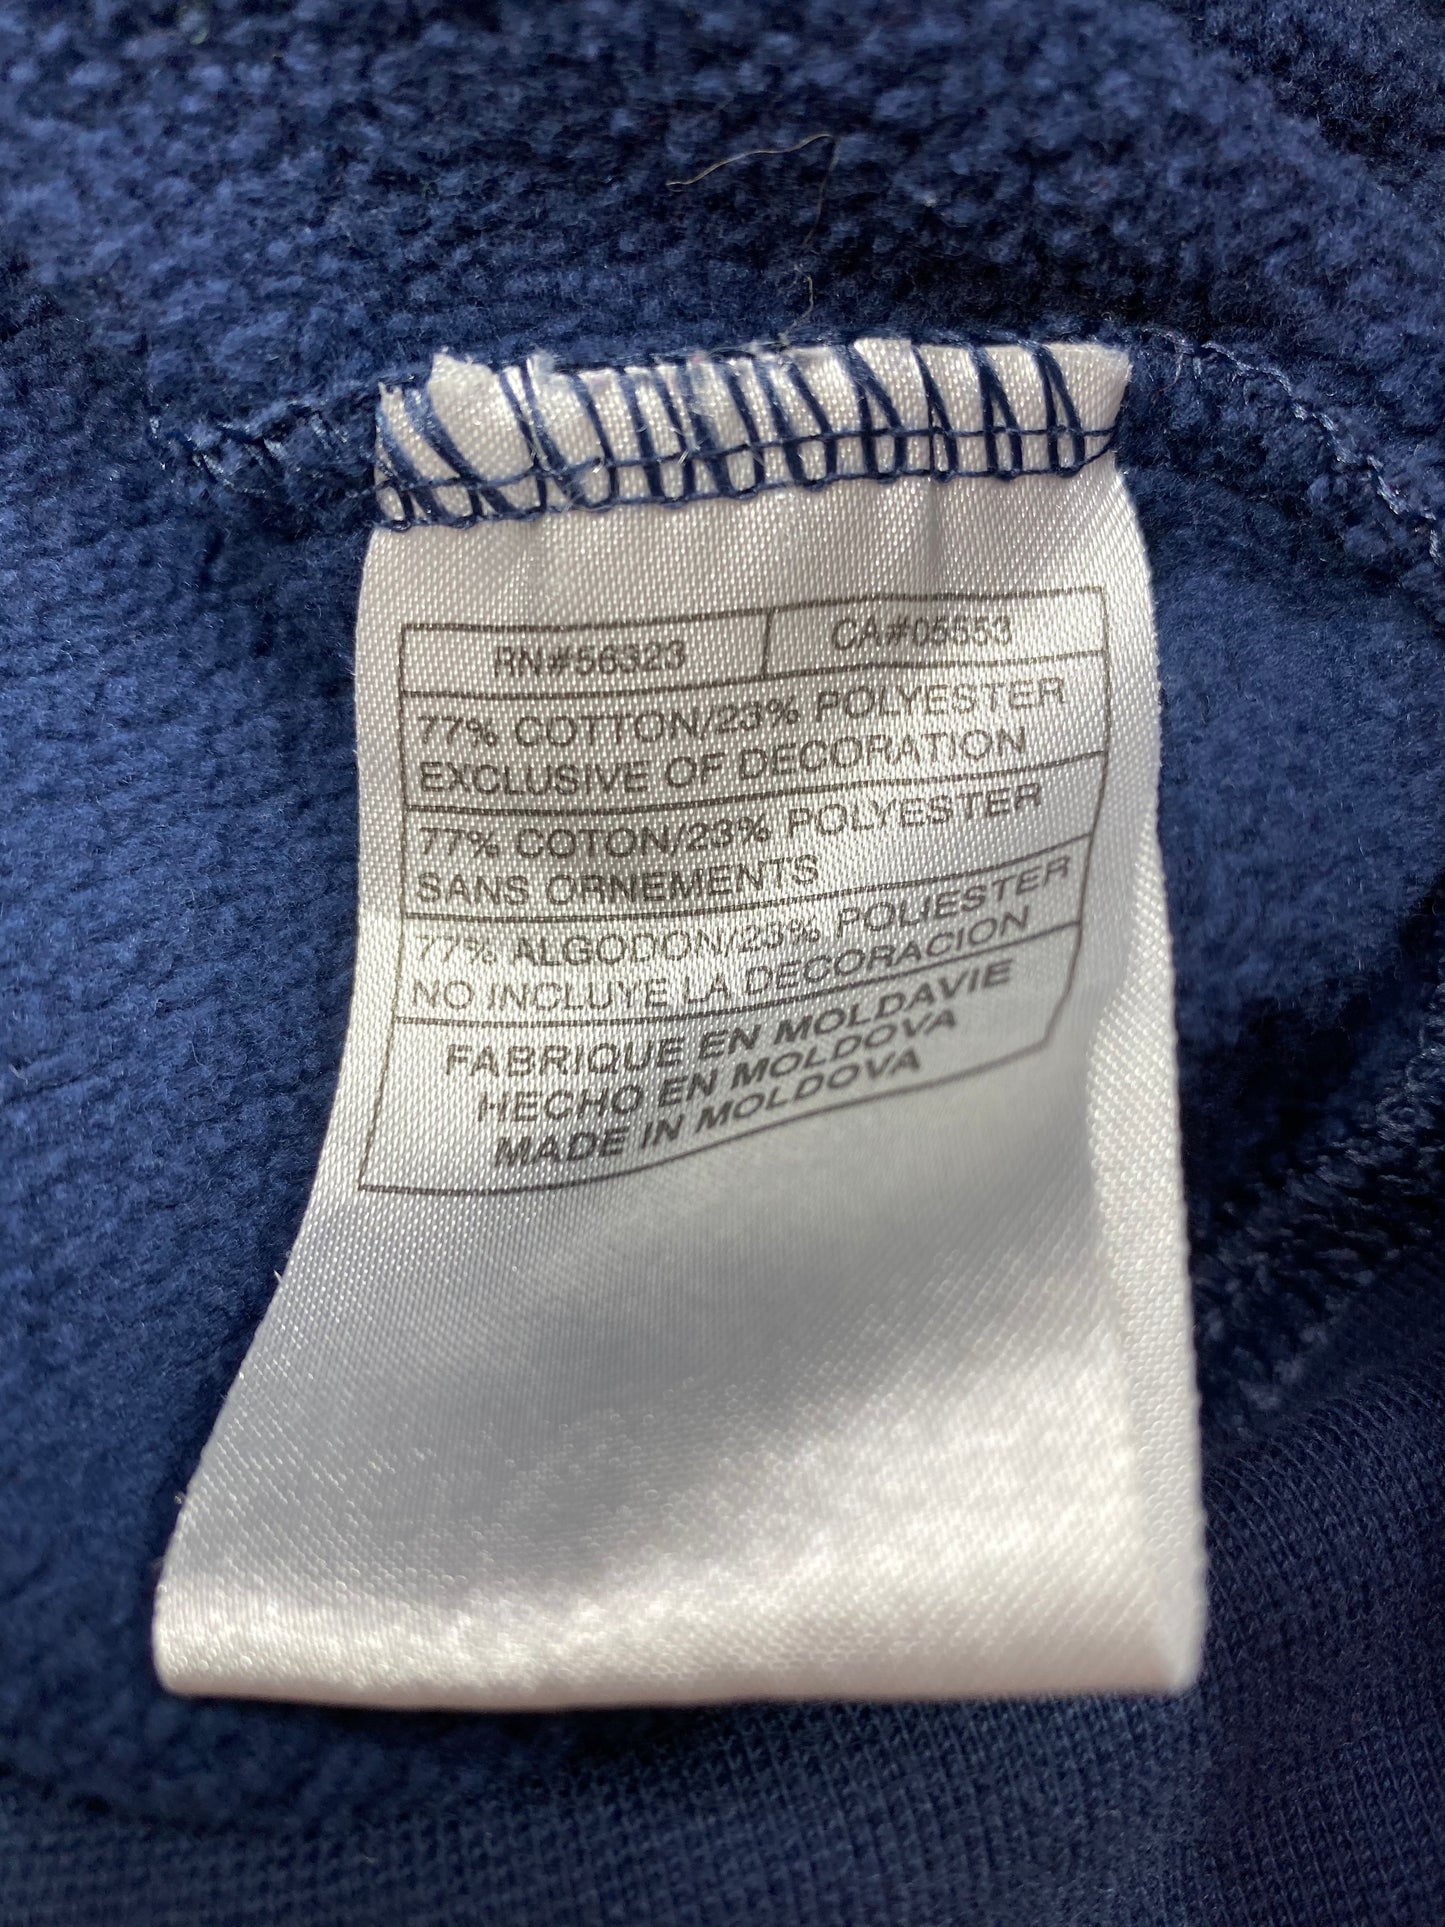 RN#56323 CA#05553
77% COTTON/23% POLYESTER
EXCLUSIVE OF DECORATION
77% COTON/23% POLYESTER
SANS ORNEMENTS
77% ALGODON/23% POLIESTER
NO INCLUYE LA DECORACION
FABRIQUE EN MOLDAVIE
HECHO EN MOLDOVA
MADE IN MOLDOVA